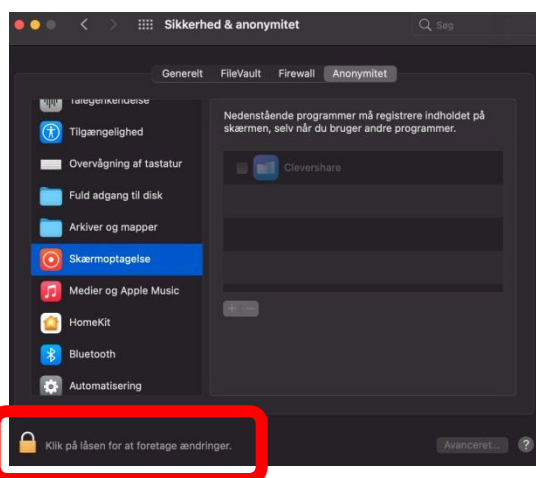 Sikkerhed & anonymitet
Søg
Generelt FileVault Firewall Anonymitet
Talegenkendelse
Tilgængelighed
Overvågning af tastatur
Fuld adgang til disk
Arkiver og mapper
Skærmoptagelse
Medier og Apple Music
HomeKit
Bluetooth
Automatisering
Nedenstående programmer må registrere indholdet på
skærmen, selv når du bruger andre programmer.
Clevershare
Klik på låsen for at foretage ændringer.
Avanceret...
?